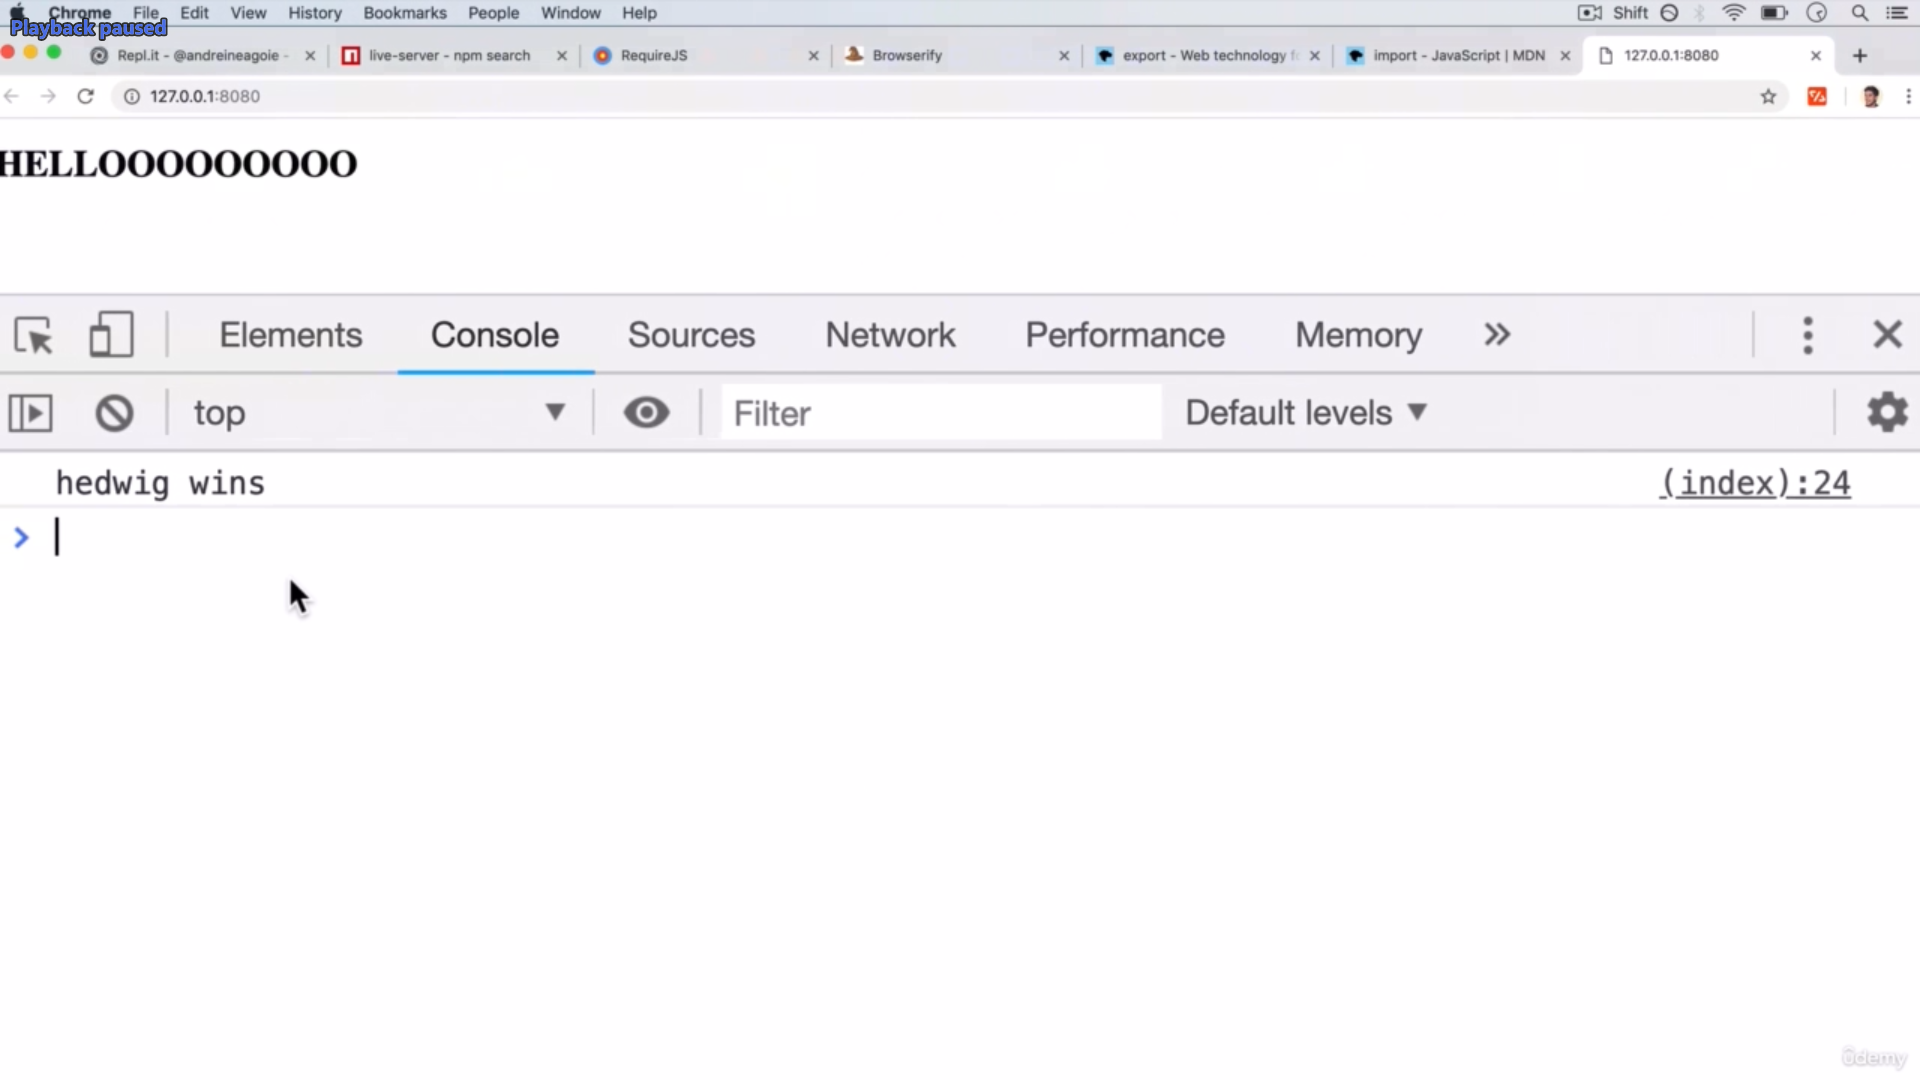 Chrome File Edit View History Bookmarks People Window Help Shift
Playback paused
Repl.it - @andreineagoie - live-server - npm search RequireJS Browserify export - Web technology fo import - JavaScript | MDN 127.0.0.1:8080
127.0.0.1:8080
HELLOOOOOOOOO
Elements Console Sources Network Performance Memory
top Filter Default levels
hedwig wins (index):24
ûdemy